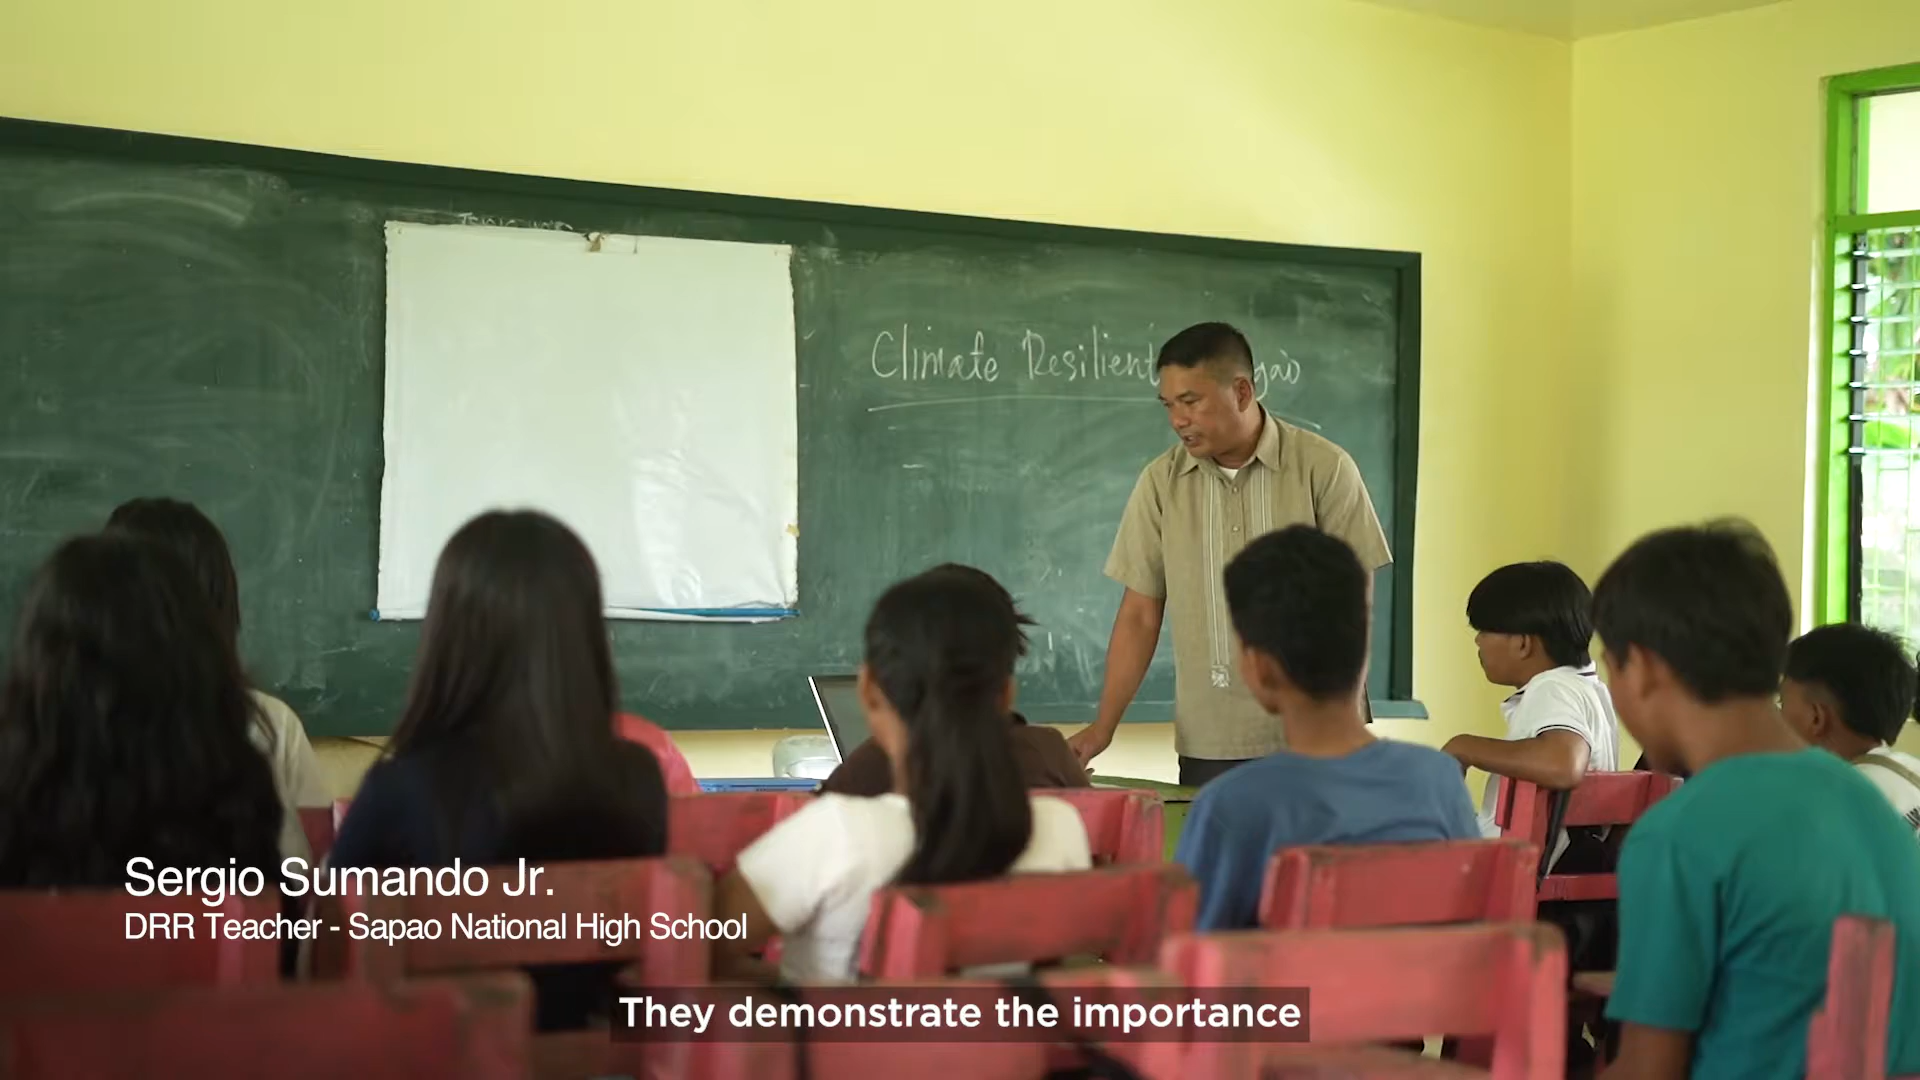 Climate Resilient
Sergio Sumando Jr.
DRR Teacher - Sapao National High School
They demonstrate the importance